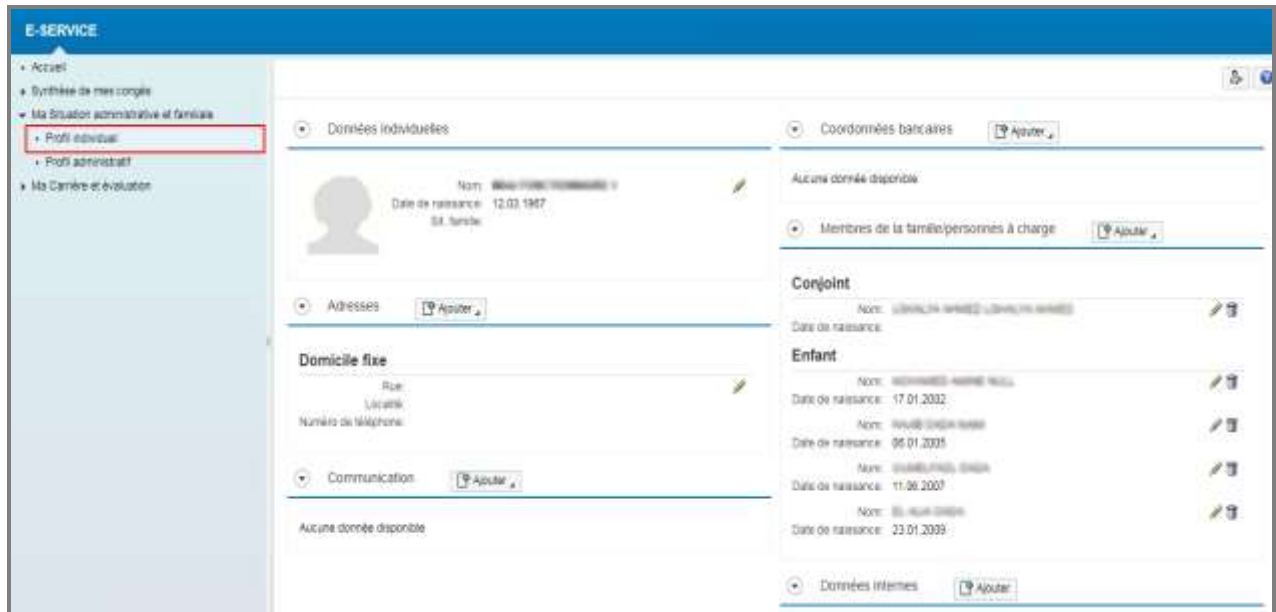 E-SERVICE
Accueil
Synthèse de mes congés
Ma Situation administrative et familiale
Profil individuel
Profil administratif
Ma Carrière et évaluation
Données individuelles
Nom:
Date de naissance: 12.03.1967
Sit. famille:
Adresses Ajouter
Domicile fixe
Rue:
Localité:
Numéro de téléphone:
Communication Ajouter
Aucune donnée disponible
Coordonnées bancaires Ajouter
Aucune donnée disponible
Membres de la famille/personnes à charge Ajouter
Conjoint
Nom:
Date de naissance:
Enfant
Nom:
Date de naissance: 17.01.2002
Nom:
Date de naissance: 06.01.2005
Nom:
Date de naissance: 11.06.2007
Nom:
Date de naissance: 23.01.2009
Données internes Ajouter